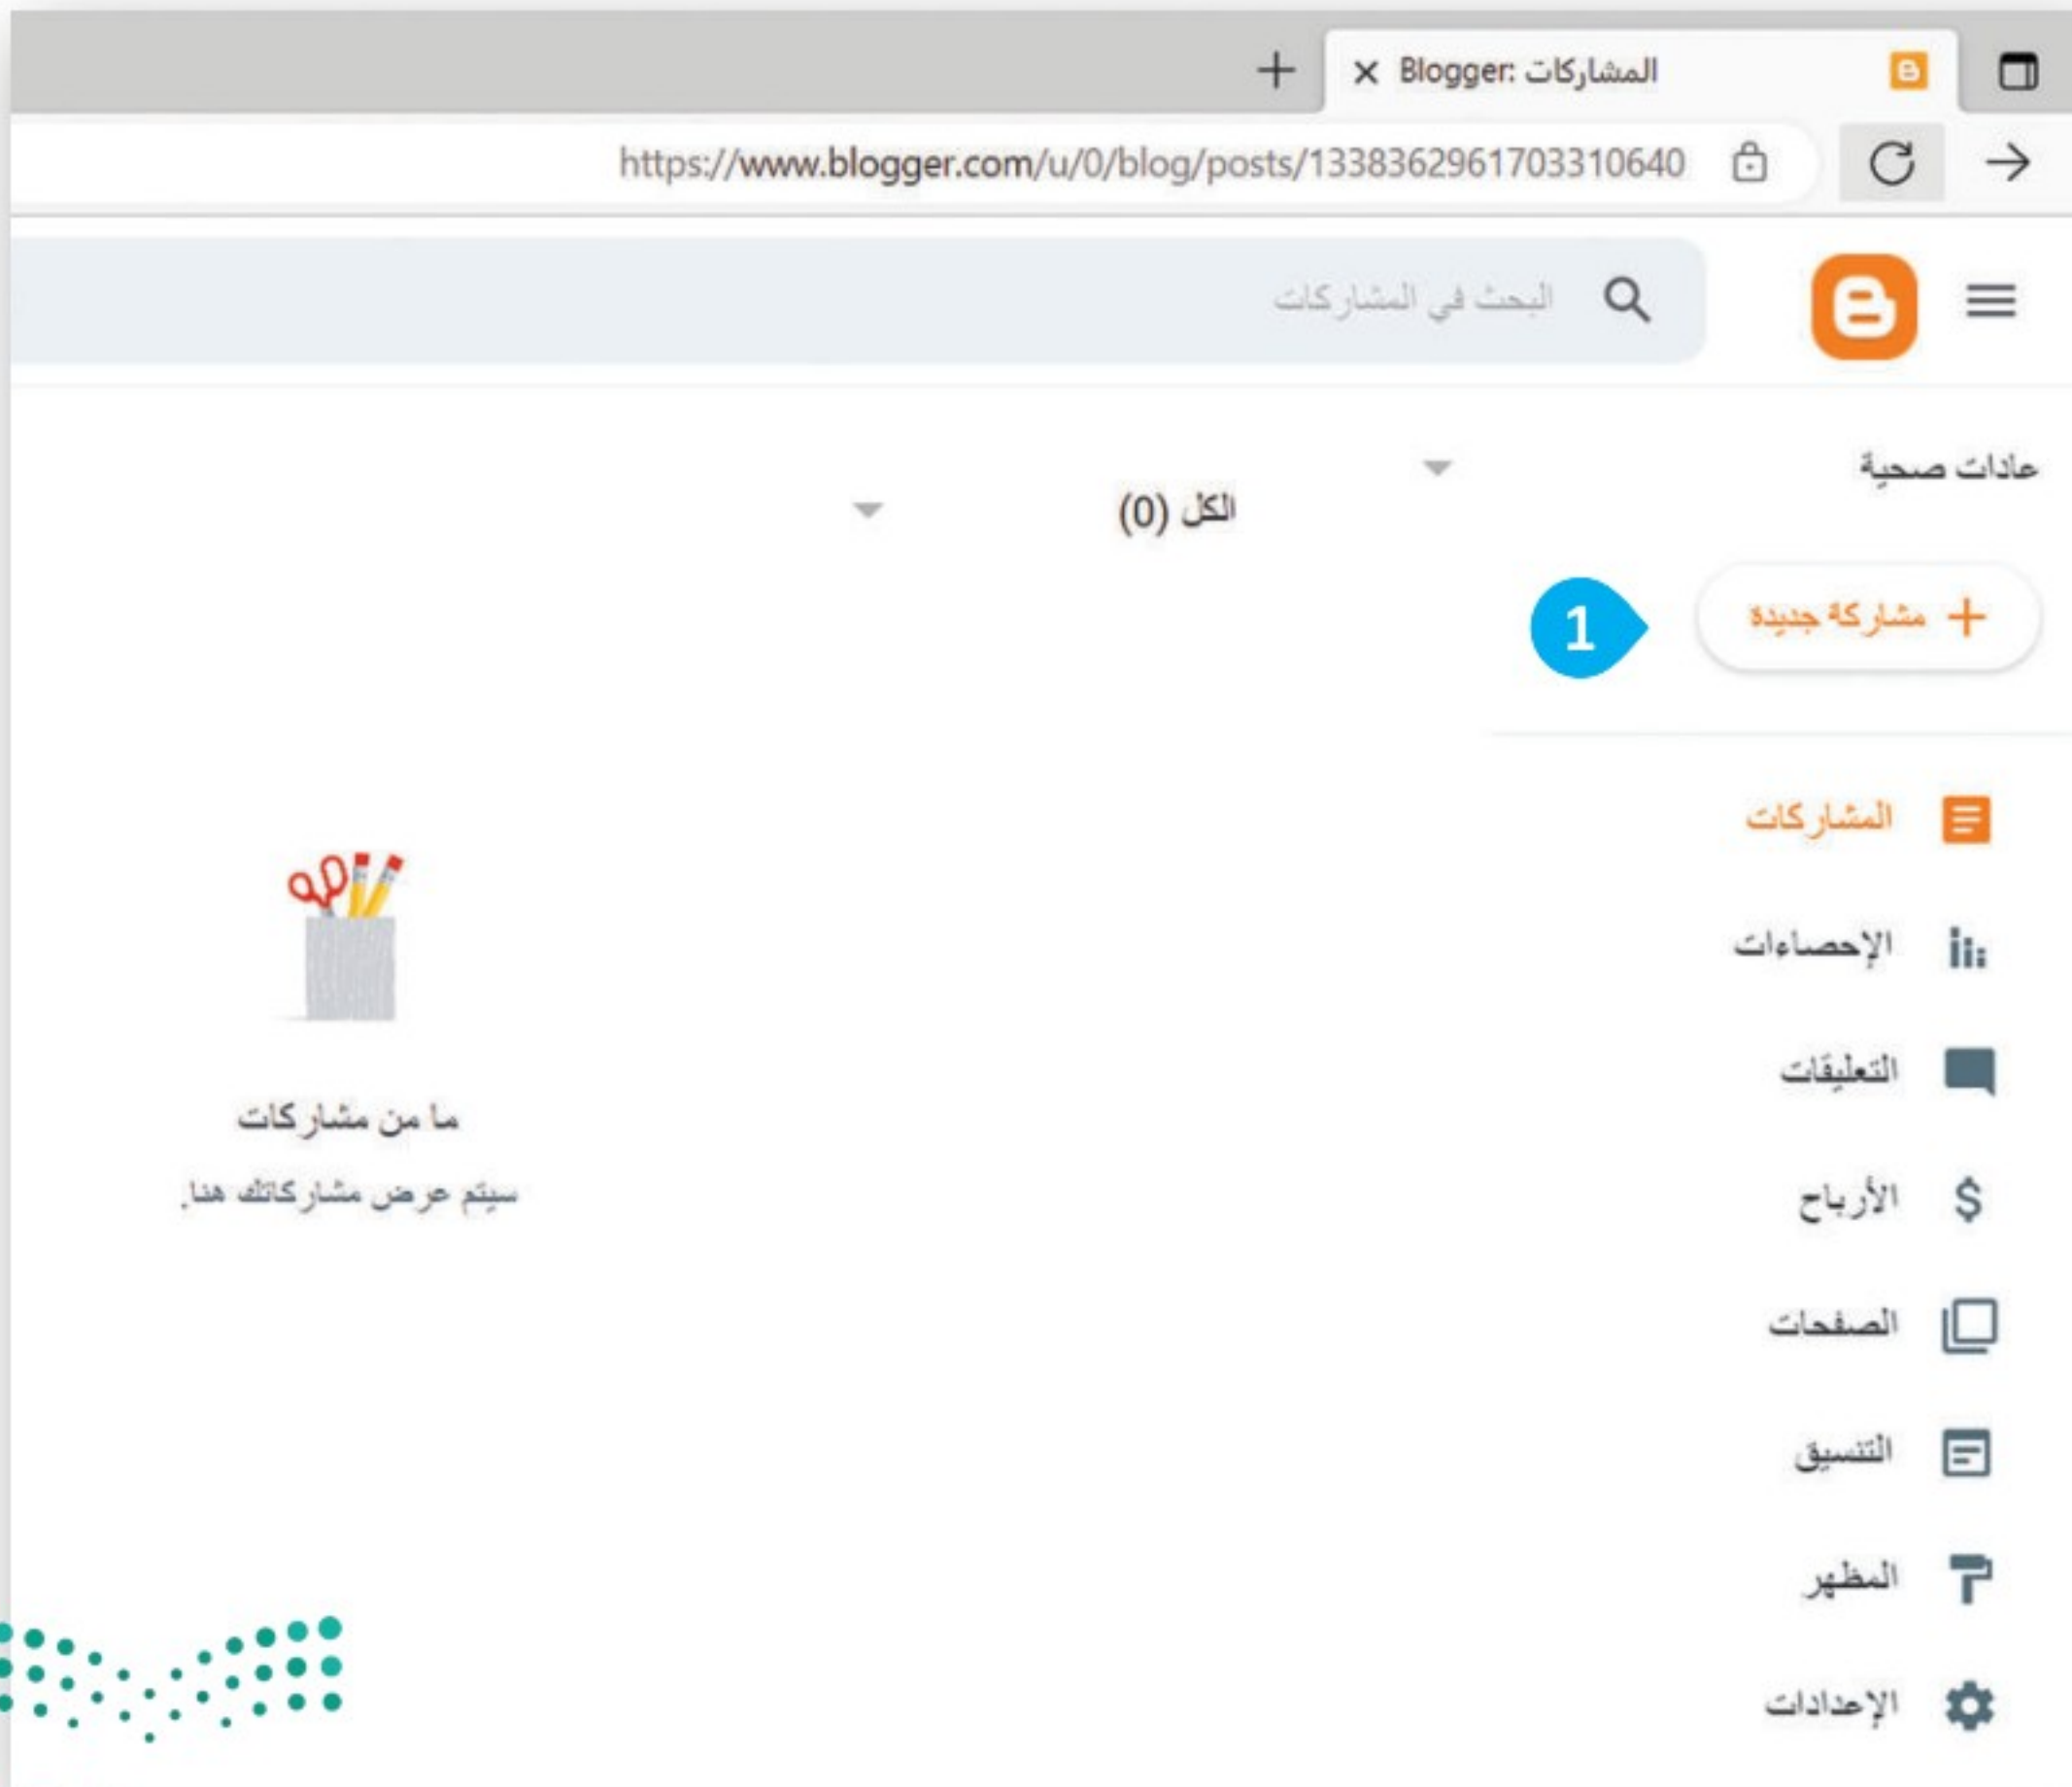 Blogger: المشاركات
https://www.blogger.com/u/0/blog/posts/1338362961703310640
البحث في المشاركات
عادات صحية
الكل (0)
مشاركة جديدة
1
المشاركات
الإحصاءات
التعليقات
الأرباح
الصفحات
التنسيق
المظهر
الإعدادات
ما من مشاركات
سيتم عرض مشاركاتك هنا.